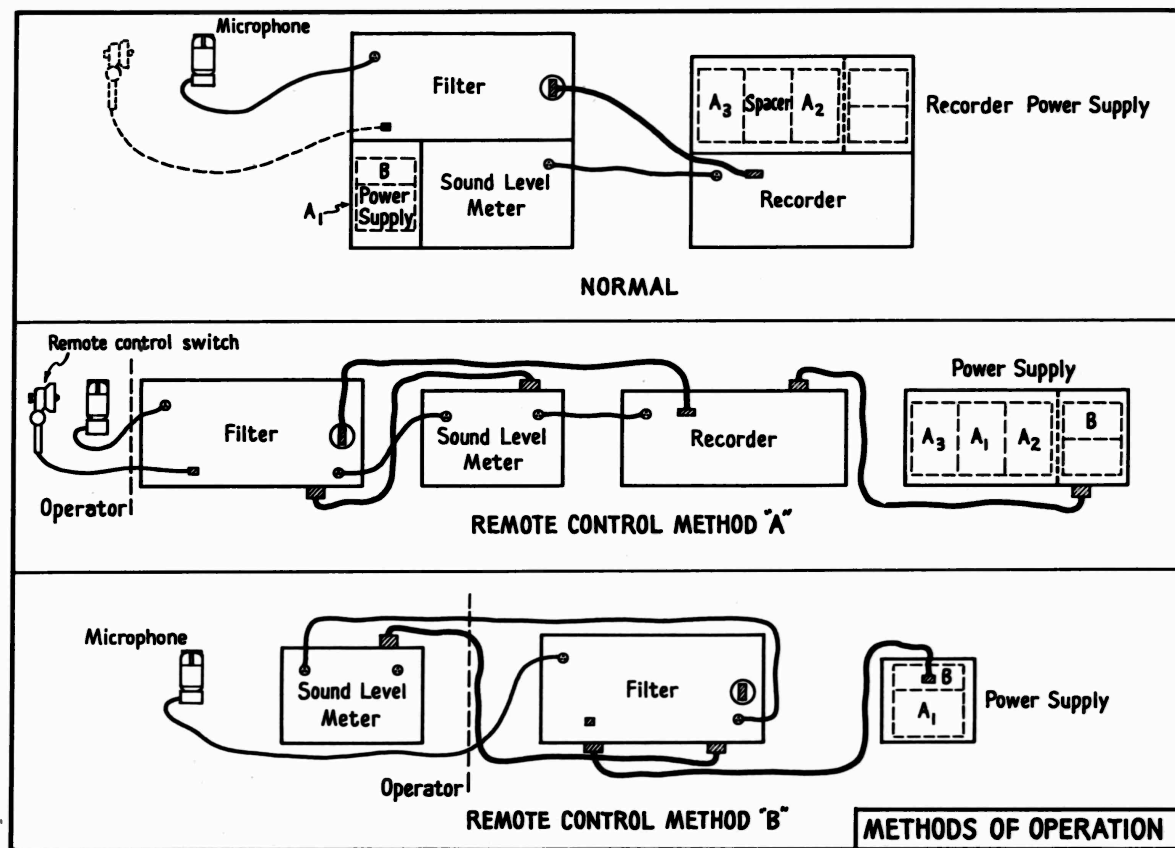 Microphone
Filter
A3 Spacer A2
Recorder Power Supply
B
Power
Supply
A1
Sound Level
Meter
Recorder
NORMAL
Remote control switch
Operator
Filter
Sound Level
Meter
Recorder
Power Supply
A3 A1 A2 B
REMOTE CONTROL METHOD "A"
Microphone
Sound Level
Meter
Operator
Filter
B
A1
Power Supply
REMOTE CONTROL METHOD "B"
METHODS OF OPERATION